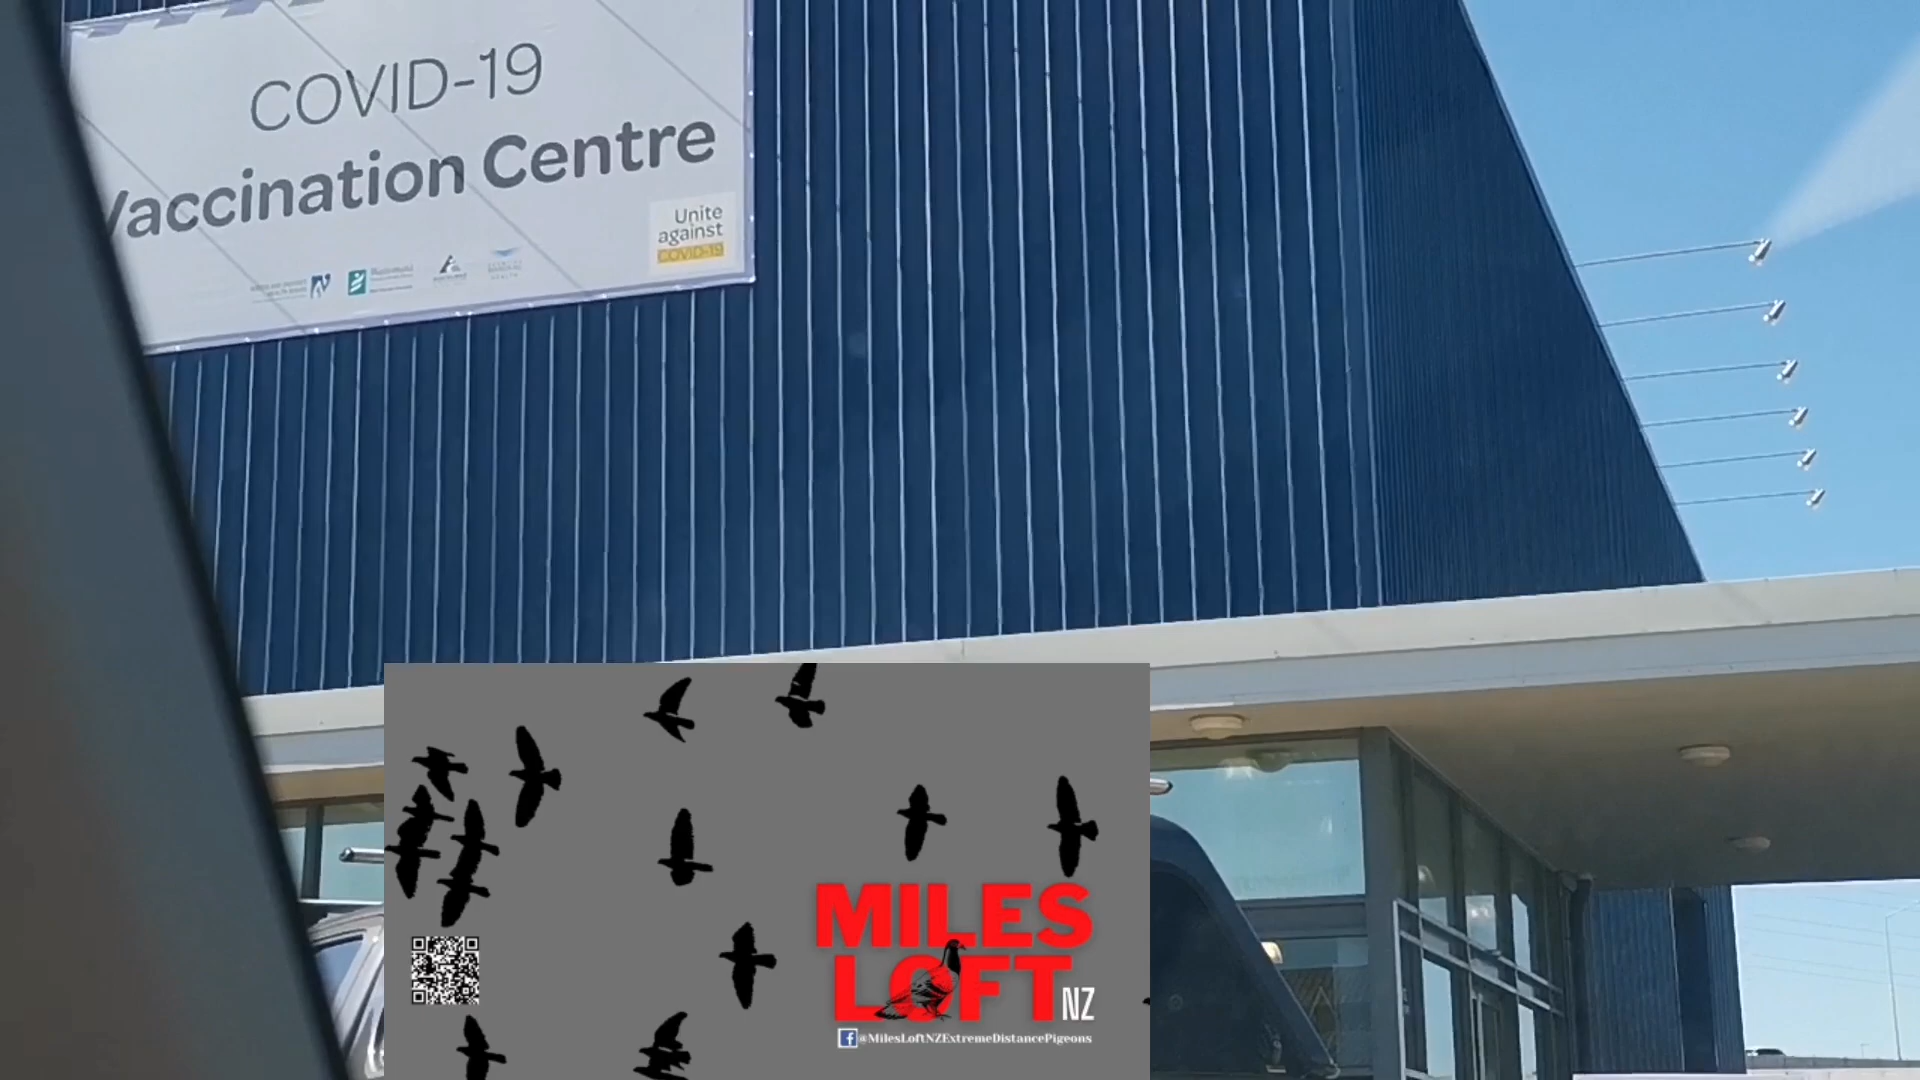 COVID-19
Vaccination Centre
Unite
against
COVID-19
MILES
LOFT NZ
@MilesLoftNZExtremeDistancePigeons